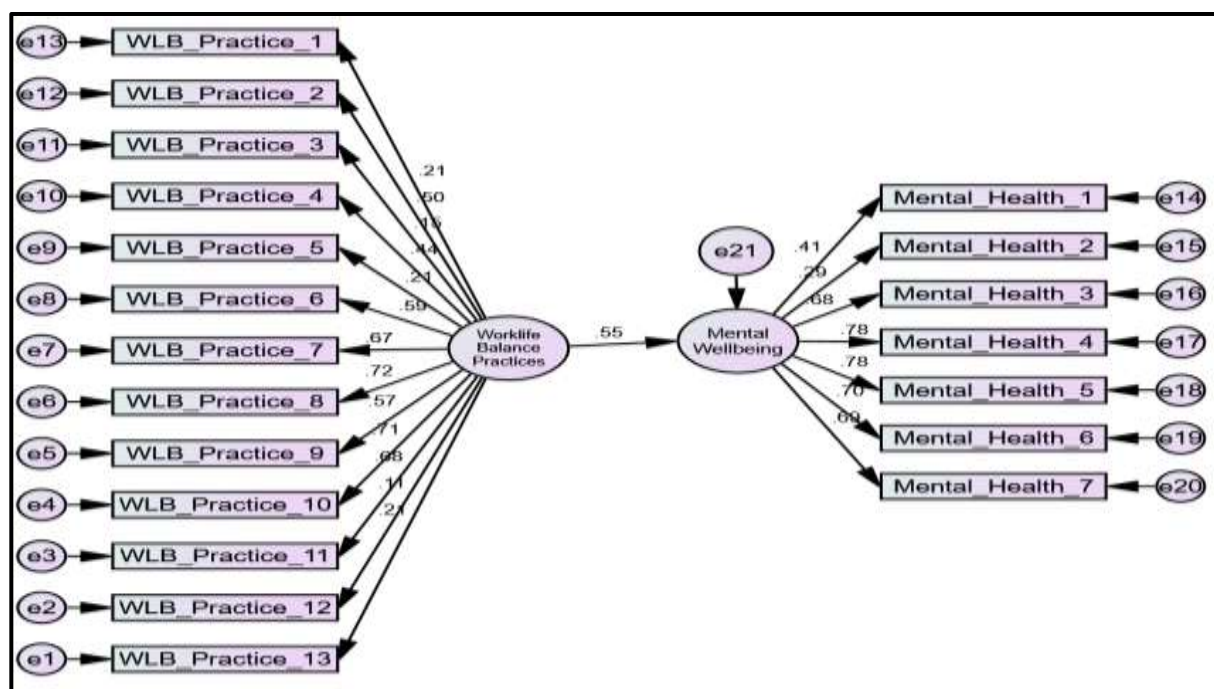 e13 WLB_Practice_1
e12 WLB_Practice_2
e11 WLB_Practice_3
e10 WLB_Practice_4
e9 WLB_Practice_5
e8 WLB_Practice_6
e7 WLB_Practice_7
e6 WLB_Practice_8
e5 WLB_Practice_9
e4 WLB_Practice_10
e3 WLB_Practice_11
e2 WLB_Practice_12
e1 WLB_Practice_13
.21
.50
.15
.44
.21
.59
.67
.72
.57
.71
.68
.11
.21
Worklife
Balance
Practices
.55
e21
Mental
Wellbeing
.41
.29
.68
.78
.78
.70
.69
Mental_Health_1 e14
Mental_Health_2 e15
Mental_Health_3 e16
Mental_Health_4 e17
Mental_Health_5 e18
Mental_Health_6 e19
Mental_Health_7 e20